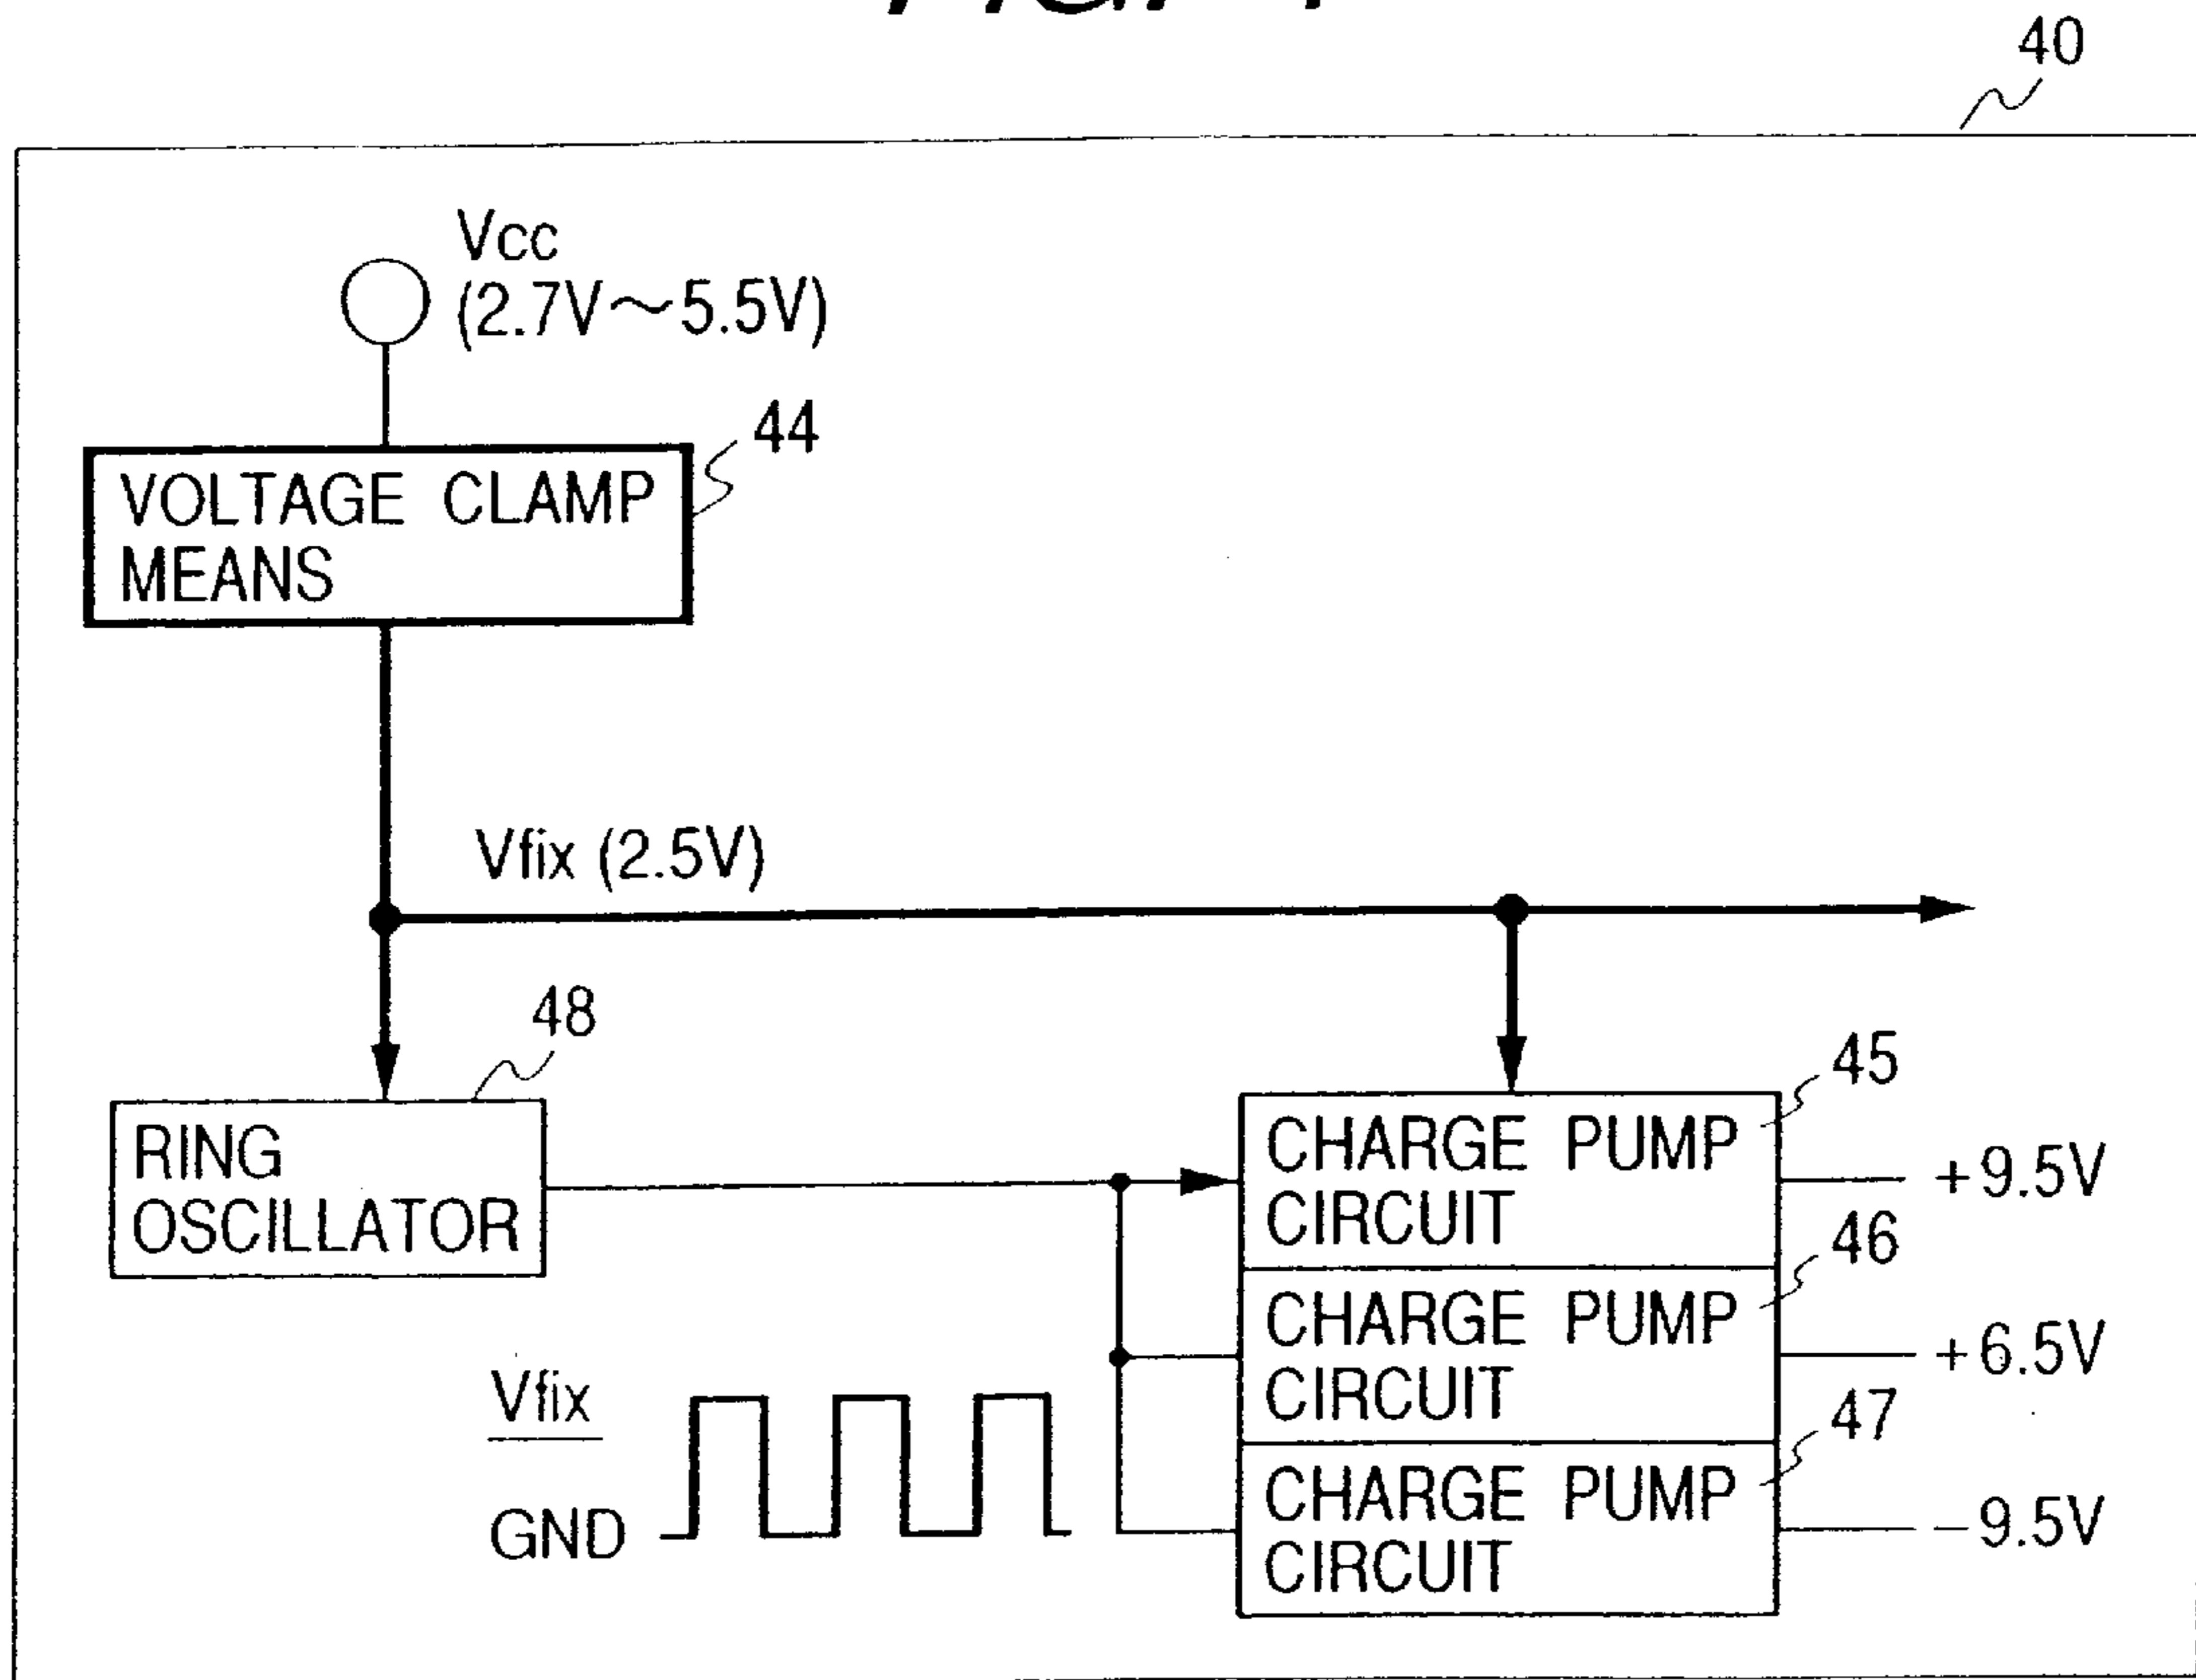 40
Vcc
(2.7V～5.5V)
44
VOLTAGE CLAMP
MEANS
Vfix (2.5V)
48
RING
OSCILLATOR
45
CHARGE PUMP
CIRCUIT
+9.5V
46
CHARGE PUMP
CIRCUIT
+6.5V
47
CHARGE PUMP
CIRCUIT
−9.5V
Vfix
GND